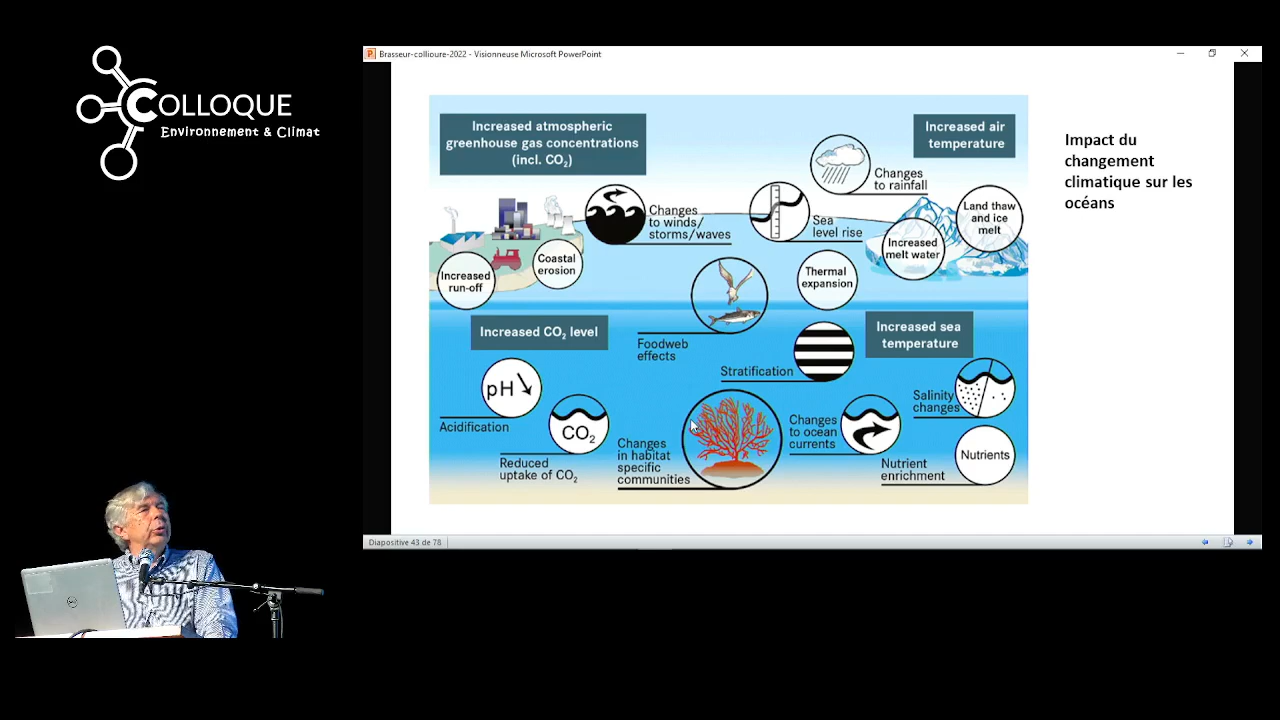 COLLOQUE
Environnement & Climat
Brasseur-collioure-2022 - Visionneuse Microsoft PowerPoint
Increased atmospheric
greenhouse gas concentrations
(incl. CO₂)
Increased air
temperature
Changes
to rainfall
Land thaw
and ice
melt
Changes
to winds/
storms/waves
Sea
level rise
Increased
melt water
Coastal
erosion
Increased
run-off
Thermal
expansion
Increased CO₂ level
Foodweb
effects
Increased sea
temperature
Stratification
pH
Acidification
CO₂
Reduced
uptake of CO₂
Changes
in habitat
specific
communities
Changes
to ocean
currents
Salinity
changes
Nutrients
Nutrient
enrichment
Impact du
changement
climatique sur les
océans
Diapositive 43 de 78